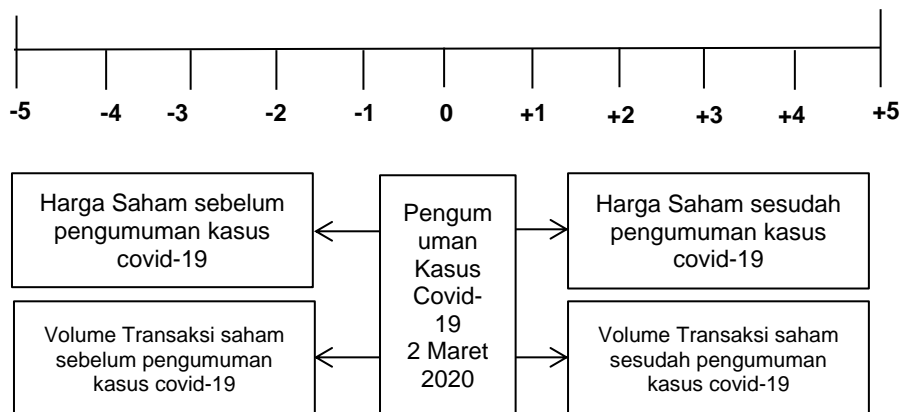 -5 -4 -3 -2 -1 0 +1 +2 +3 +4 +5
Harga Saham sebelum
pengumuman kasus
covid-19
Volume Transaksi saham
sebelum pengumuman
kasus covid-19
Pengum
uman
Kasus
Covid-
19
2 Maret
2020
Harga Saham sesudah
pengumuman kasus
covid-19
Volume Transaksi saham
sesudah pengumuman
kasus covid-19